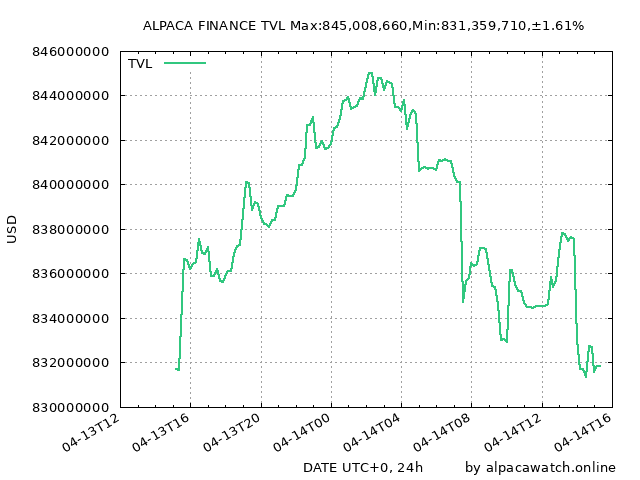 ALPACA FINANCE TVL Max:845,008,660,Min:831,359,710,±1.61%
846000000
TVL
844000000
842000000
840000000
838000000
USD
836000000
834000000
832000000
830000000
04-13T12
04-13T16
04-13T20
04-14T00
04-14T04
04-14T08
04-14T12
04-14T16
DATE UTC+0, 24h
by alpacawatch.online